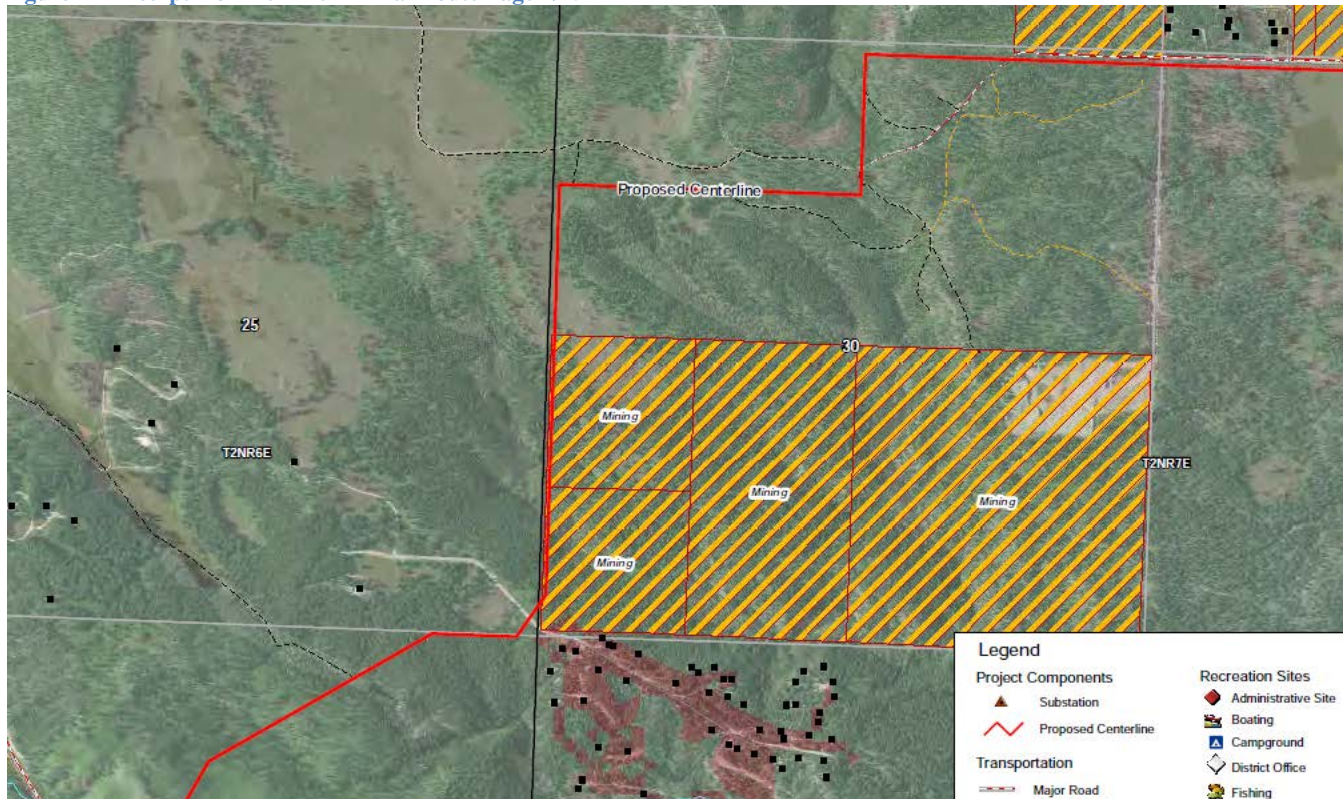 Proposed Centerline
25
30
Mining
T2NR6E
T2NR7E
Mining
Mining
Mining
Legend
Project Components
Substation
Proposed Centerline
Transportation
Major Road
Recreation Sites
Administrative Site
Boating
Campground
District Office
Fishing